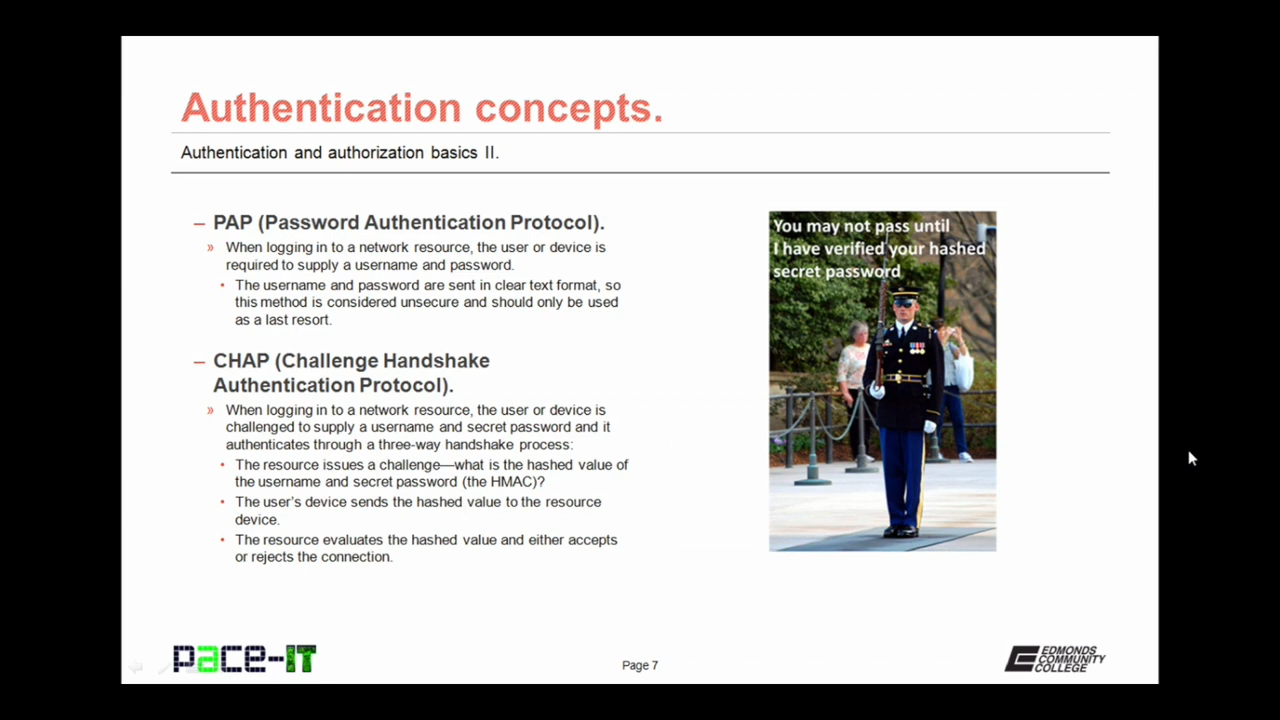 Authentication concepts.
Authentication and authorization basics II.
– PAP (Password Authentication Protocol).
» When logging in to a network resource, the user or device is
required to supply a username and password.
• The username and password are sent in clear text format, so
this method is considered unsecure and should only be used
as a last resort.
– CHAP (Challenge Handshake
Authentication Protocol).
» When logging in to a network resource, the user or device is
challenged to supply a username and secret password and it
authenticates through a three-way handshake process:
• The resource issues a challenge—what is the hashed value of
the username and secret password (the HMAC)?
• The user's device sends the hashed value to the resource
device.
• The resource evaluates the hashed value and either accepts
or rejects the connection.
You may not pass until
I have verified your hashed
secret password
pace-IT
Page 7
EDMONDS
COMMUNITY
COLLEGE